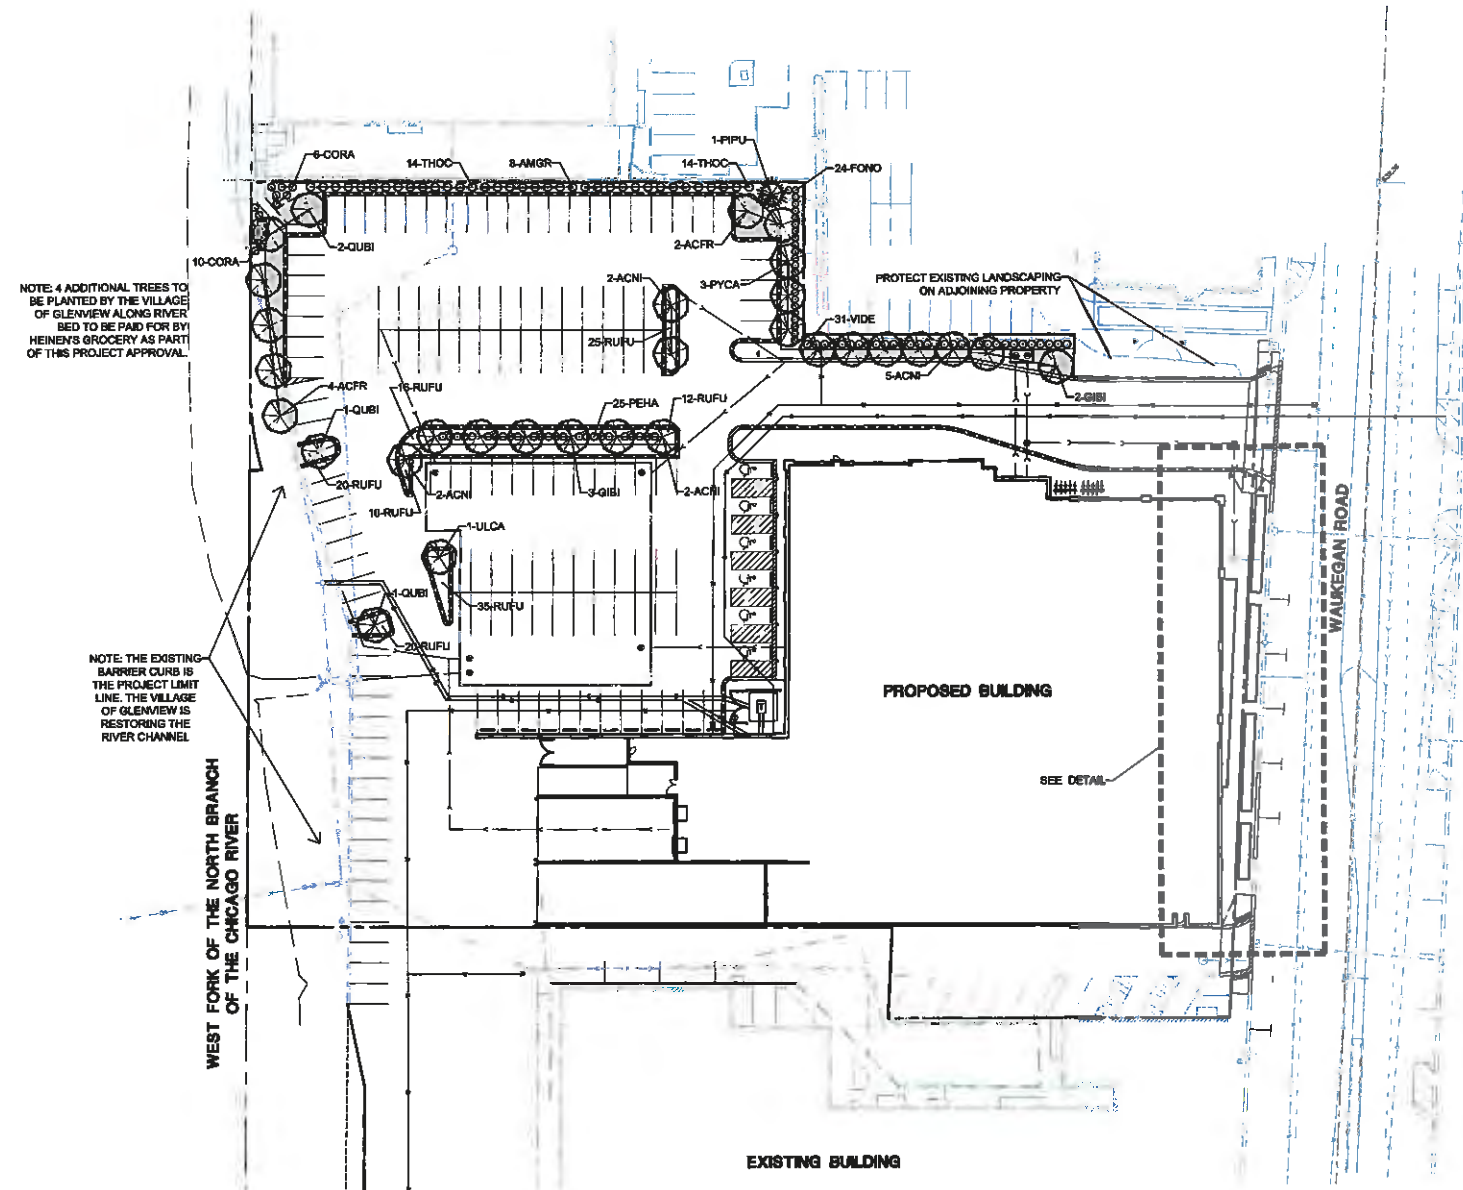 1-PIPU
6-CORA
14-THOC
8-AMGR
14-THOC
24-FONO
2-QUBI
2-ACFR
10-CORA
2-ACNI
3-PYCA
PROTECT EXISTING LANDSCAPING
ON ADJOINING PROPERTY
NOTE: 4 ADDITIONAL TREES TO
BE PLANTED BY THE VILLAGE
OF GLENVIEW ALONG RIVER
BED TO BE PAID FOR BY
HEINEN'S GROCERY AS PART
OF THIS PROJECT APPROVAL.
31-VIDE
25-RUFU
5-ACNI
4-ACFR
16-RUFU
2-GIBI
1-QUBI
25-PEHA
12-RUFU
20-RUFU
2-ACNI
3-GIBI
2-ACNI
16-RUFU
1-ULCA
WAUKEGAN ROAD
1-QUBI
35-RUFU
20-RUFU
NOTE: THE EXISTING
BARRIER CURB IS
THE PROJECT LIMIT
LINE. THE VILLAGE
OF GLENVIEW IS
RESTORING THE
RIVER CHANNEL
PROPOSED BUILDING
T
SEE DETAIL
WEST FORK OF THE NORTH BRANCH
OF THE CHICAGO RIVER
EXISTING BUILDING